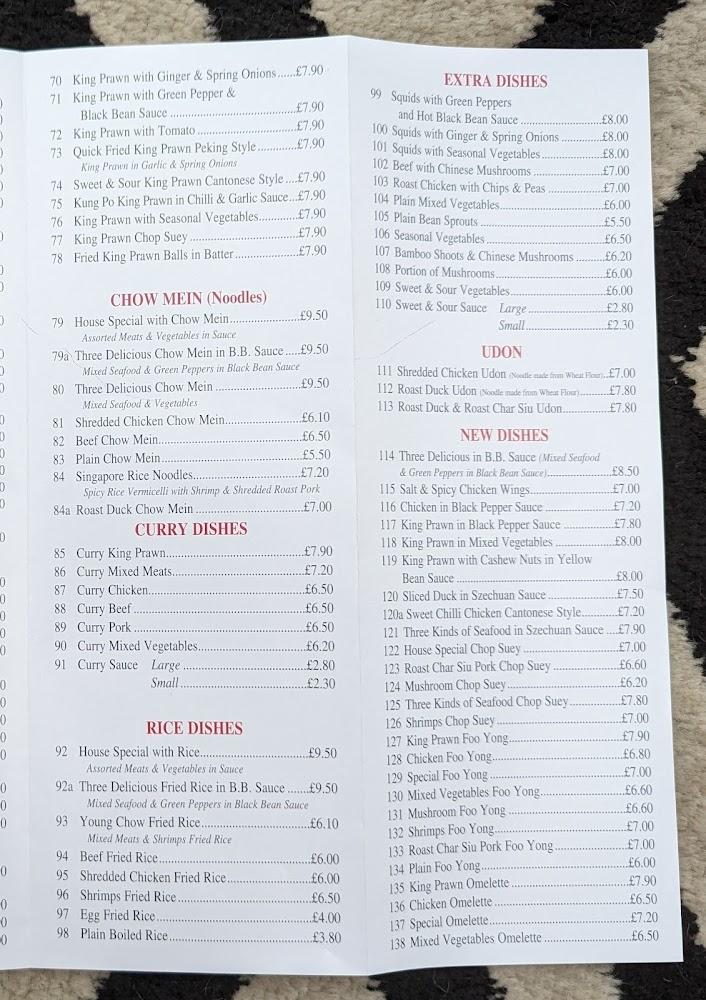 70 King Prawn with Ginger & Spring Onions......£7.90
71 King Prawn with Green Pepper &
Black Bean Sauce ......£7.90
72 King Prawn with Tomato ......£7.90
73 Quick Fried King Prawn Peking Style ......£7.90
King Prawn in Garlic & Spring Onions
74 Sweet & Sour King Prawn Cantonese Style ....£7.90
75 Kung Po King Prawn in Chilli & Garlic Sauce...£7.90
76 King Prawn with Seasonal Vegetables......£7.90
77 King Prawn Chop Suey ......£7.90
78 Fried King Prawn Balls in Batter......£7.90
CHOW MEIN (Noodles)
79 House Special with Chow Mein......£9.50
Assorted Meats & Vegetables in Sauce
79a Three Delicious Chow Mein in B.B. Sauce .....£9.50
Mixed Seafood & Green Peppers in Black Bean Sauce
80 Three Delicious Chow Mein ......£9.50
Mixed Seafood & Vegetables
81 Shredded Chicken Chow Mein......£6.10
82 Beef Chow Mein......£6.50
83 Plain Chow Mein......£5.50
84 Singapore Rice Noodles......£7.20
Spicy Rice Vermicelli with Shrimp & Shredded Roast Pork
84a Roast Duck Chow Mein ......£7.00
CURRY DISHES
85 Curry King Prawn......£7.90
86 Curry Mixed Meats......£7.20
87 Curry Chicken......£6.50
88 Curry Beef ......£6.50
89 Curry Pork ......£6.50
90 Curry Mixed Vegetables......£6.20
91 Curry Sauce Large ......£2.80
Small......£2.30
RICE DISHES
92 House Special with Rice......£9.50
Assorted Meats & Vegetables in Sauce
92a Three Delicious Fried Rice in B.B. Sauce ......£9.50
Mixed Seafood & Green Peppers in Black Bean Sauce
93 Young Chow Fried Rice......£6.10
Mixed Meats & Shrimps Fried Rice
94 Beef Fried Rice......£6.00
95 Shredded Chicken Fried Rice......£6.00
96 Shrimps Fried Rice......£6.50
97 Egg Fried Rice......£4.00
98 Plain Boiled Rice......£3.80
EXTRA DISHES
99 Squids with Green Peppers
and Hot Black Bean Sauce ......£8.00
100 Squids with Ginger & Spring Onions ......£8.00
101 Squids with Seasonal Vegetables......£8.00
102 Beef with Chinese Mushrooms ......£7.00
103 Roast Chicken with Chips & Peas ......£7.00
104 Plain Mixed Vegetables......£6.00
105 Plain Bean Sprouts ......£5.50
106 Seasonal Vegetables......£6.50
107 Bamboo Shoots & Chinese Mushrooms ......£6.20
108 Portion of Mushrooms......£6.00
109 Sweet & Sour Vegetables......£6.00
110 Sweet & Sour Sauce Large ......£2.80
Small......£2.30
UDON
111 Shredded Chicken Udon (Noodle made from Wheat Flour)..£7.00
112 Roast Duck Udon (Noodle made from Wheat Flour)......£7.80
113 Roast Duck & Roast Char Siu Udon......£7.80
NEW DISHES
114 Three Delicious in B.B. Sauce (Mixed Seafood
& Green Peppers in Black Bean Sauce)......£8.50
115 Salt & Spicy Chicken Wings......£7.00
116 Chicken in Black Pepper Sauce ......£7.20
117 King Prawn in Black Pepper Sauce ......£7.80
118 King Prawn in Mixed Vegetables ......£8.00
119 King Prawn with Cashew Nuts in Yellow
Bean Sauce ......£8.00
120 Sliced Duck in Szechuan Sauce ......£7.50
120a Sweet Chilli Chicken Cantonese Style......£7.20
121 Three Kinds of Seafood in Szechuan Sauce ....£7.90
122 House Special Chop Suey ......£7.00
123 Roast Char Siu Pork Chop Suey ......£6.60
124 Mushroom Chop Suey......£6.20
125 Three Kinds of Seafood Chop Suey......£7.80
126 Shrimps Chop Suey ......£7.00
127 King Prawn Foo Yong......£7.90
128 Chicken Foo Yong......£6.80
129 Special Foo Yong ......£7.00
130 Mixed Vegetables Foo Yong......£6.60
131 Mushroom Foo Yong ......£6.60
132 Shrimps Foo Yong......£7.00
133 Roast Char Siu Pork Foo Yong ......£7.00
134 Plain Foo Yong......£6.00
135 King Prawn Omelette ......£7.90
136 Chicken Omelette ......£6.50
137 Special Omelette......£7.20
138 Mixed Vegetables Omelette ......£6.50